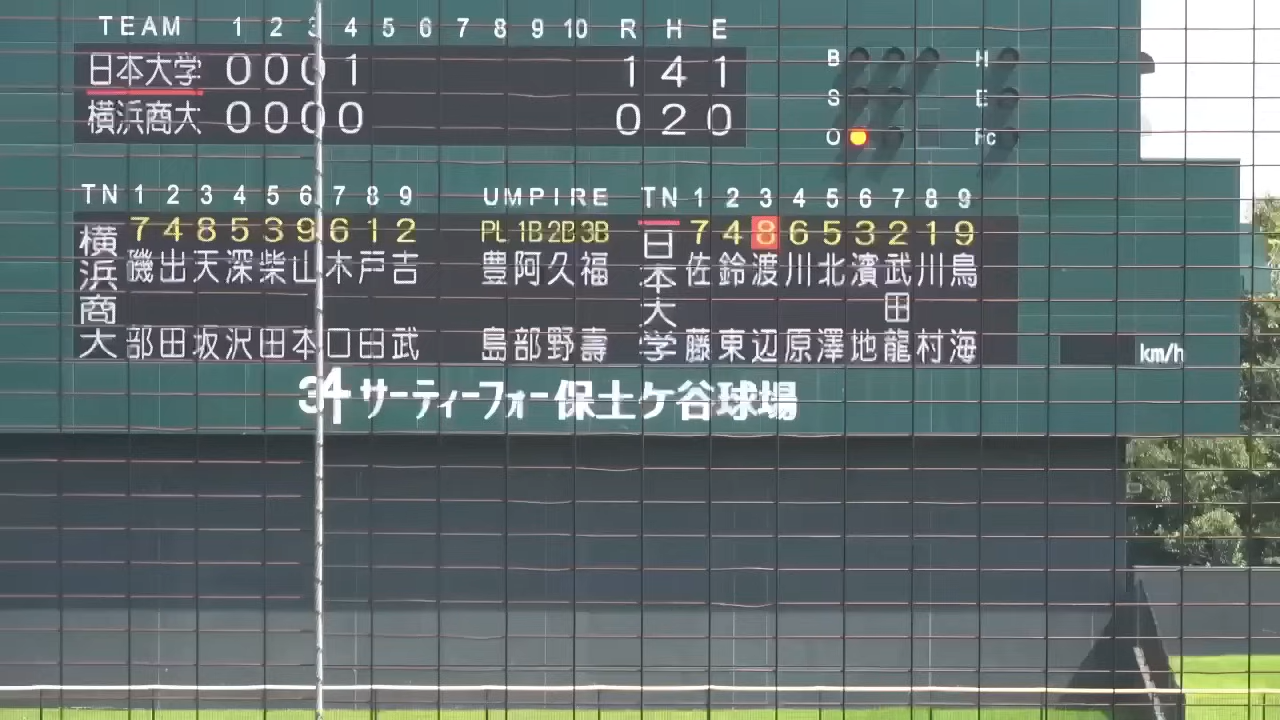 TEAM 1 2 3 4 5 6 7 8 9 10 R H E
日本大学 0 0 0 1 1 4 1
横浜商大 0 0 0 0 0 2 0
B H
S E
O Fc
TN 1 2 3 4 5 6 7 8 9
横浜商大
7 4 8 5 3 9 6 1 2
磯部 出田 天坂 深沢 柴田 山本 木口 戸田 吉武
UMPIRE
PL 1B 2B 3B
豊島 阿部 久野 福壽
TN 1 2 3 4 5 6 7 8 9
日本大学
7 4 8 6 5 3 2 1 9
佐藤 鈴東 渡辺 川原 北澤 濱地 武田龍 川村 鳥海
km/h
34 サーティーフォー保土ケ谷球場